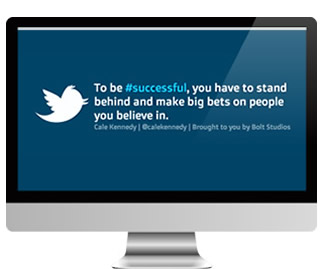 To be #successful, you have to stand
behind and make big bets on people
you believe in.
Cale Kennedy | @calekennedy | Brought to you by Bolt Studios